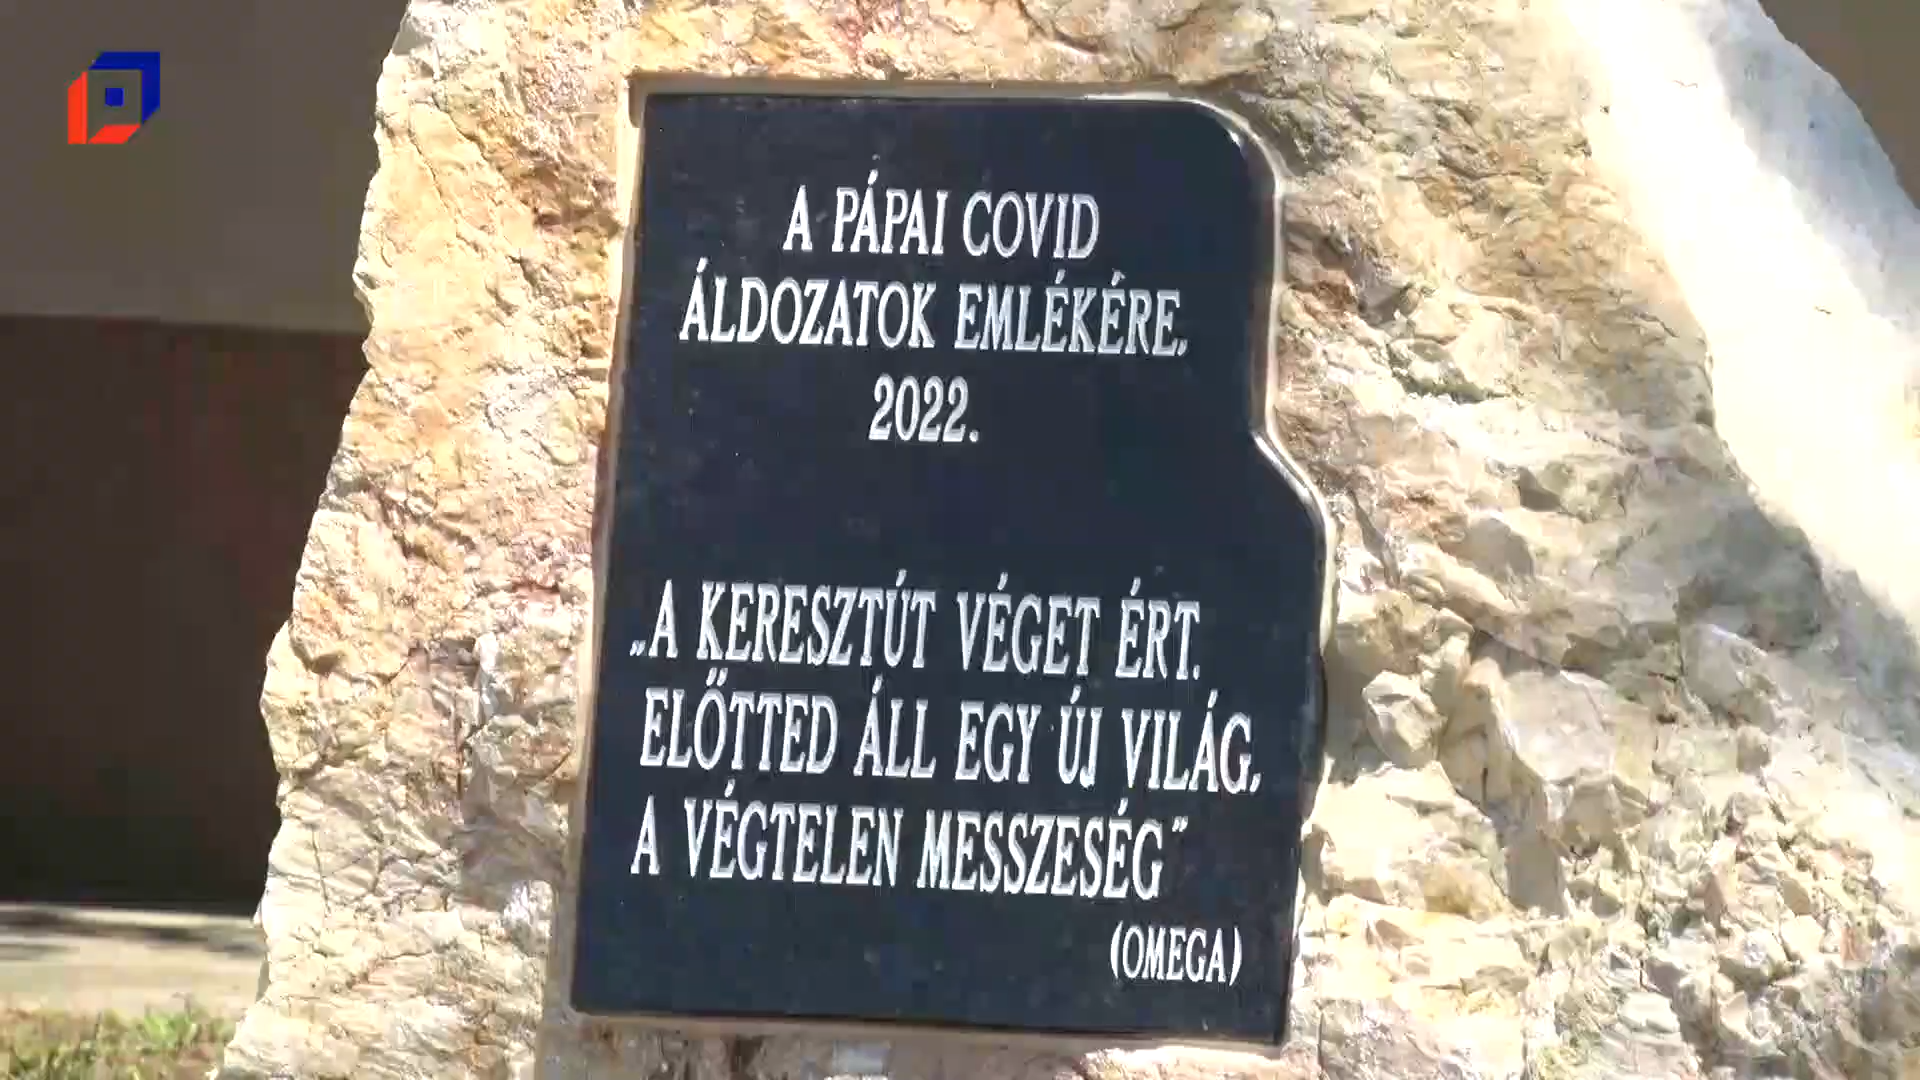 A PÁPAI COVID
ÁLDOZATOK EMLÉKÉRE.
2022.
„A KERESZTÚT VÉGET ÉRT.
ELŐTTED ÁLL EGY ÚJ VILÁG,
A VÉGTELEN MESSZESÉG"
(OMEGA)